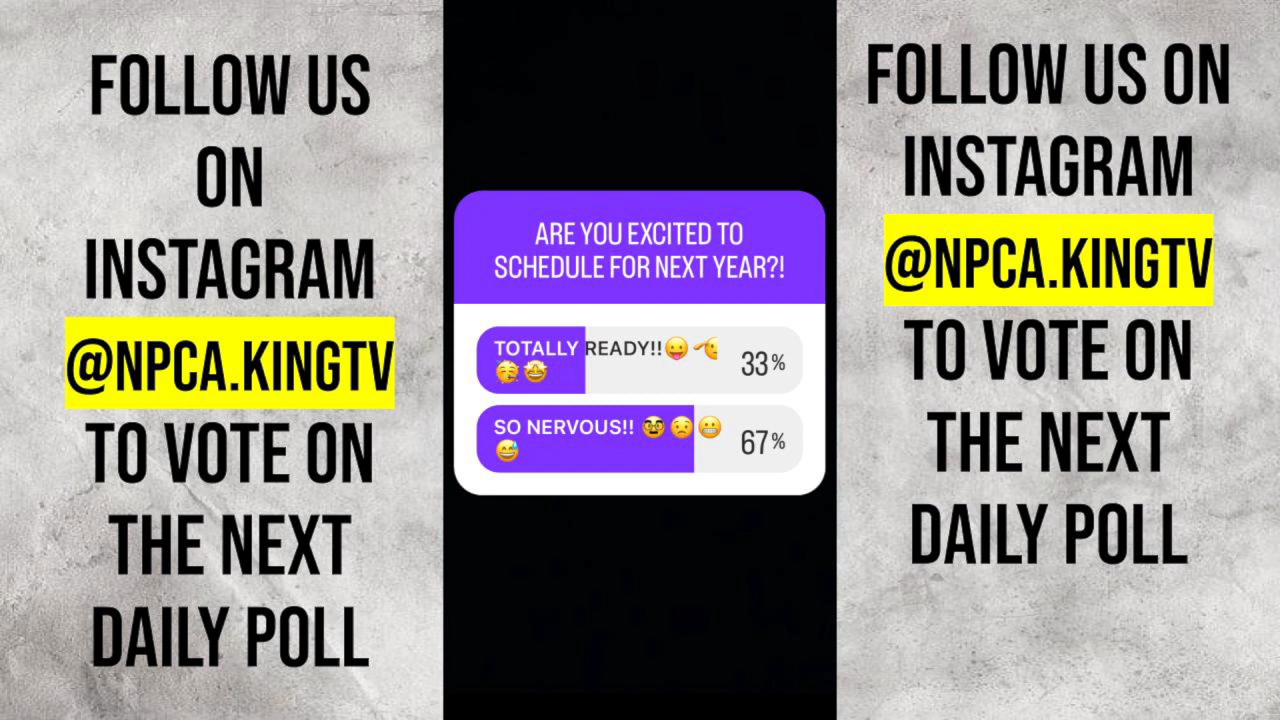 FOLLOW US
ON
INSTAGRAM
@NPCA.KINGTV
TO VOTE ON
THE NEXT
DAILY POLL
ARE YOU EXCITED TO
SCHEDULE FOR NEXT YEAR?!
TOTALLY READY!!😛🫡
🥳🤩
33%
SO NERVOUS!! 🥸😟😬
😅
67%
FOLLOW US ON
INSTAGRAM
@NPCA.KINGTV
TO VOTE ON
THE NEXT
DAILY POLL